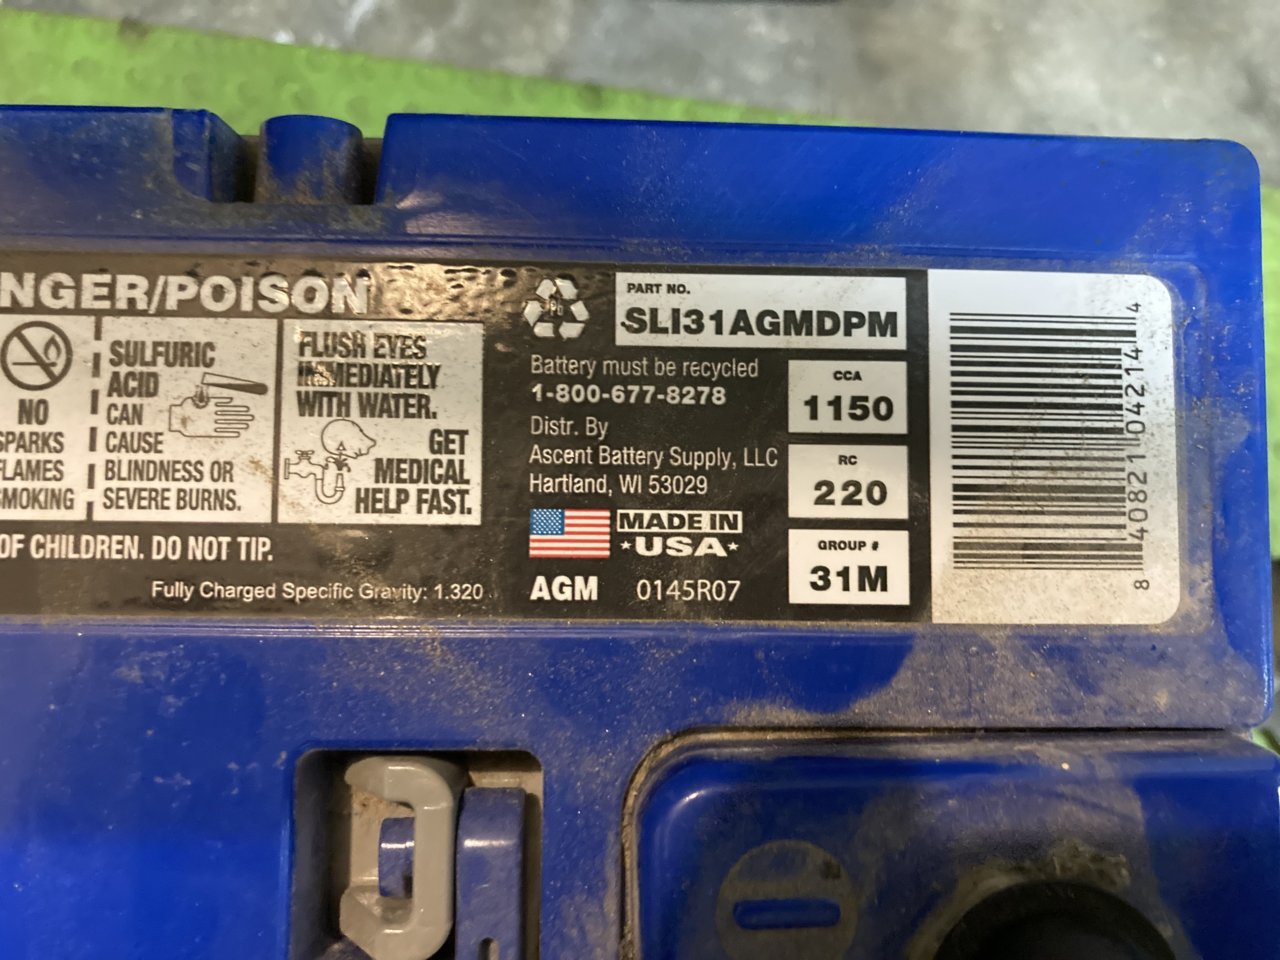 NGER/POISON
NO
SPARKS
FLAMES
SMOKING
SULFURIC
ACID
CAN
CAUSE
BLINDNESS OR
SEVERE BURNS.
FLUSH EYES
IMMEDIATELY
WITH WATER.
GET
MEDICAL
HELP FAST.
OF CHILDREN. DO NOT TIP.
Fully Charged Specific Gravity: 1.320
Pb
PART NO.
SLI31AGMDPM
Battery must be recycled
1-800-677-8278
Distr. By
Ascent Battery Supply, LLC
Hartland, WI 53029
MADE IN
USA
AGM 0145R07
CCA
1150
RC
220
GROUP #
31M
8 40821 04214 4